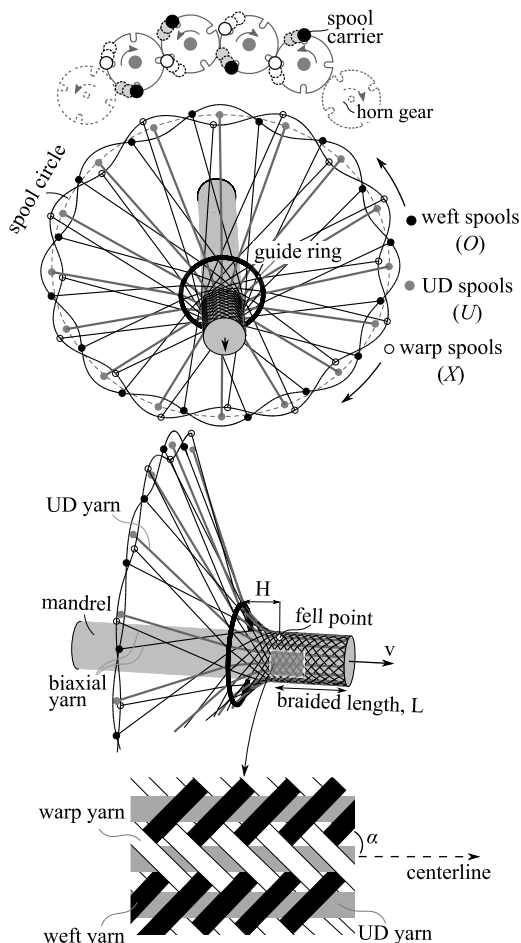 spool
carrier
horn gear
spool circle
guide ring
weft spools
(O)
UD spools
(U)
warp spools
(X)
UD yarn
H
mandrel
fell point
v
biaxial
yarn
braided length, L
warp yarn
α
centerline
weft yarn
UD yarn